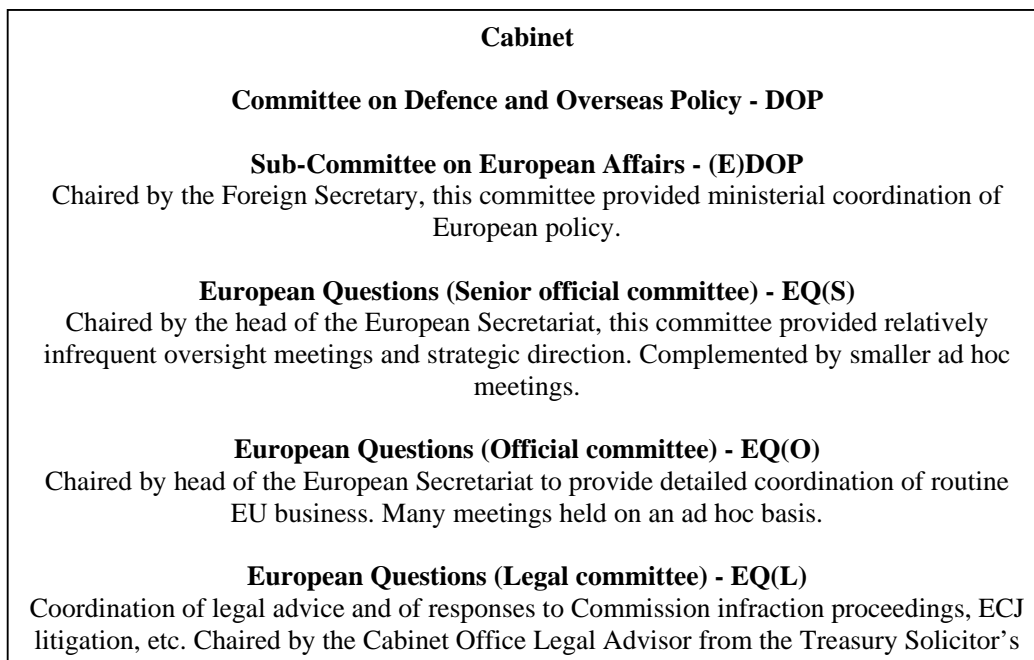 Cabinet
Committee on Defence and Overseas Policy - DOP
Sub-Committee on European Affairs - (E)DOP
Chaired by the Foreign Secretary, this committee provided ministerial coordination of
European policy.
European Questions (Senior official committee) - EQ(S)
Chaired by the head of the European Secretariat, this committee provided relatively
infrequent oversight meetings and strategic direction. Complemented by smaller ad hoc
meetings.
European Questions (Official committee) - EQ(O)
Chaired by head of the European Secretariat to provide detailed coordination of routine
EU business. Many meetings held on an ad hoc basis.
European Questions (Legal committee) - EQ(L)
Coordination of legal advice and of responses to Commission infraction proceedings, ECJ
litigation, etc. Chaired by the Cabinet Office Legal Advisor from the Treasury Solicitor’s